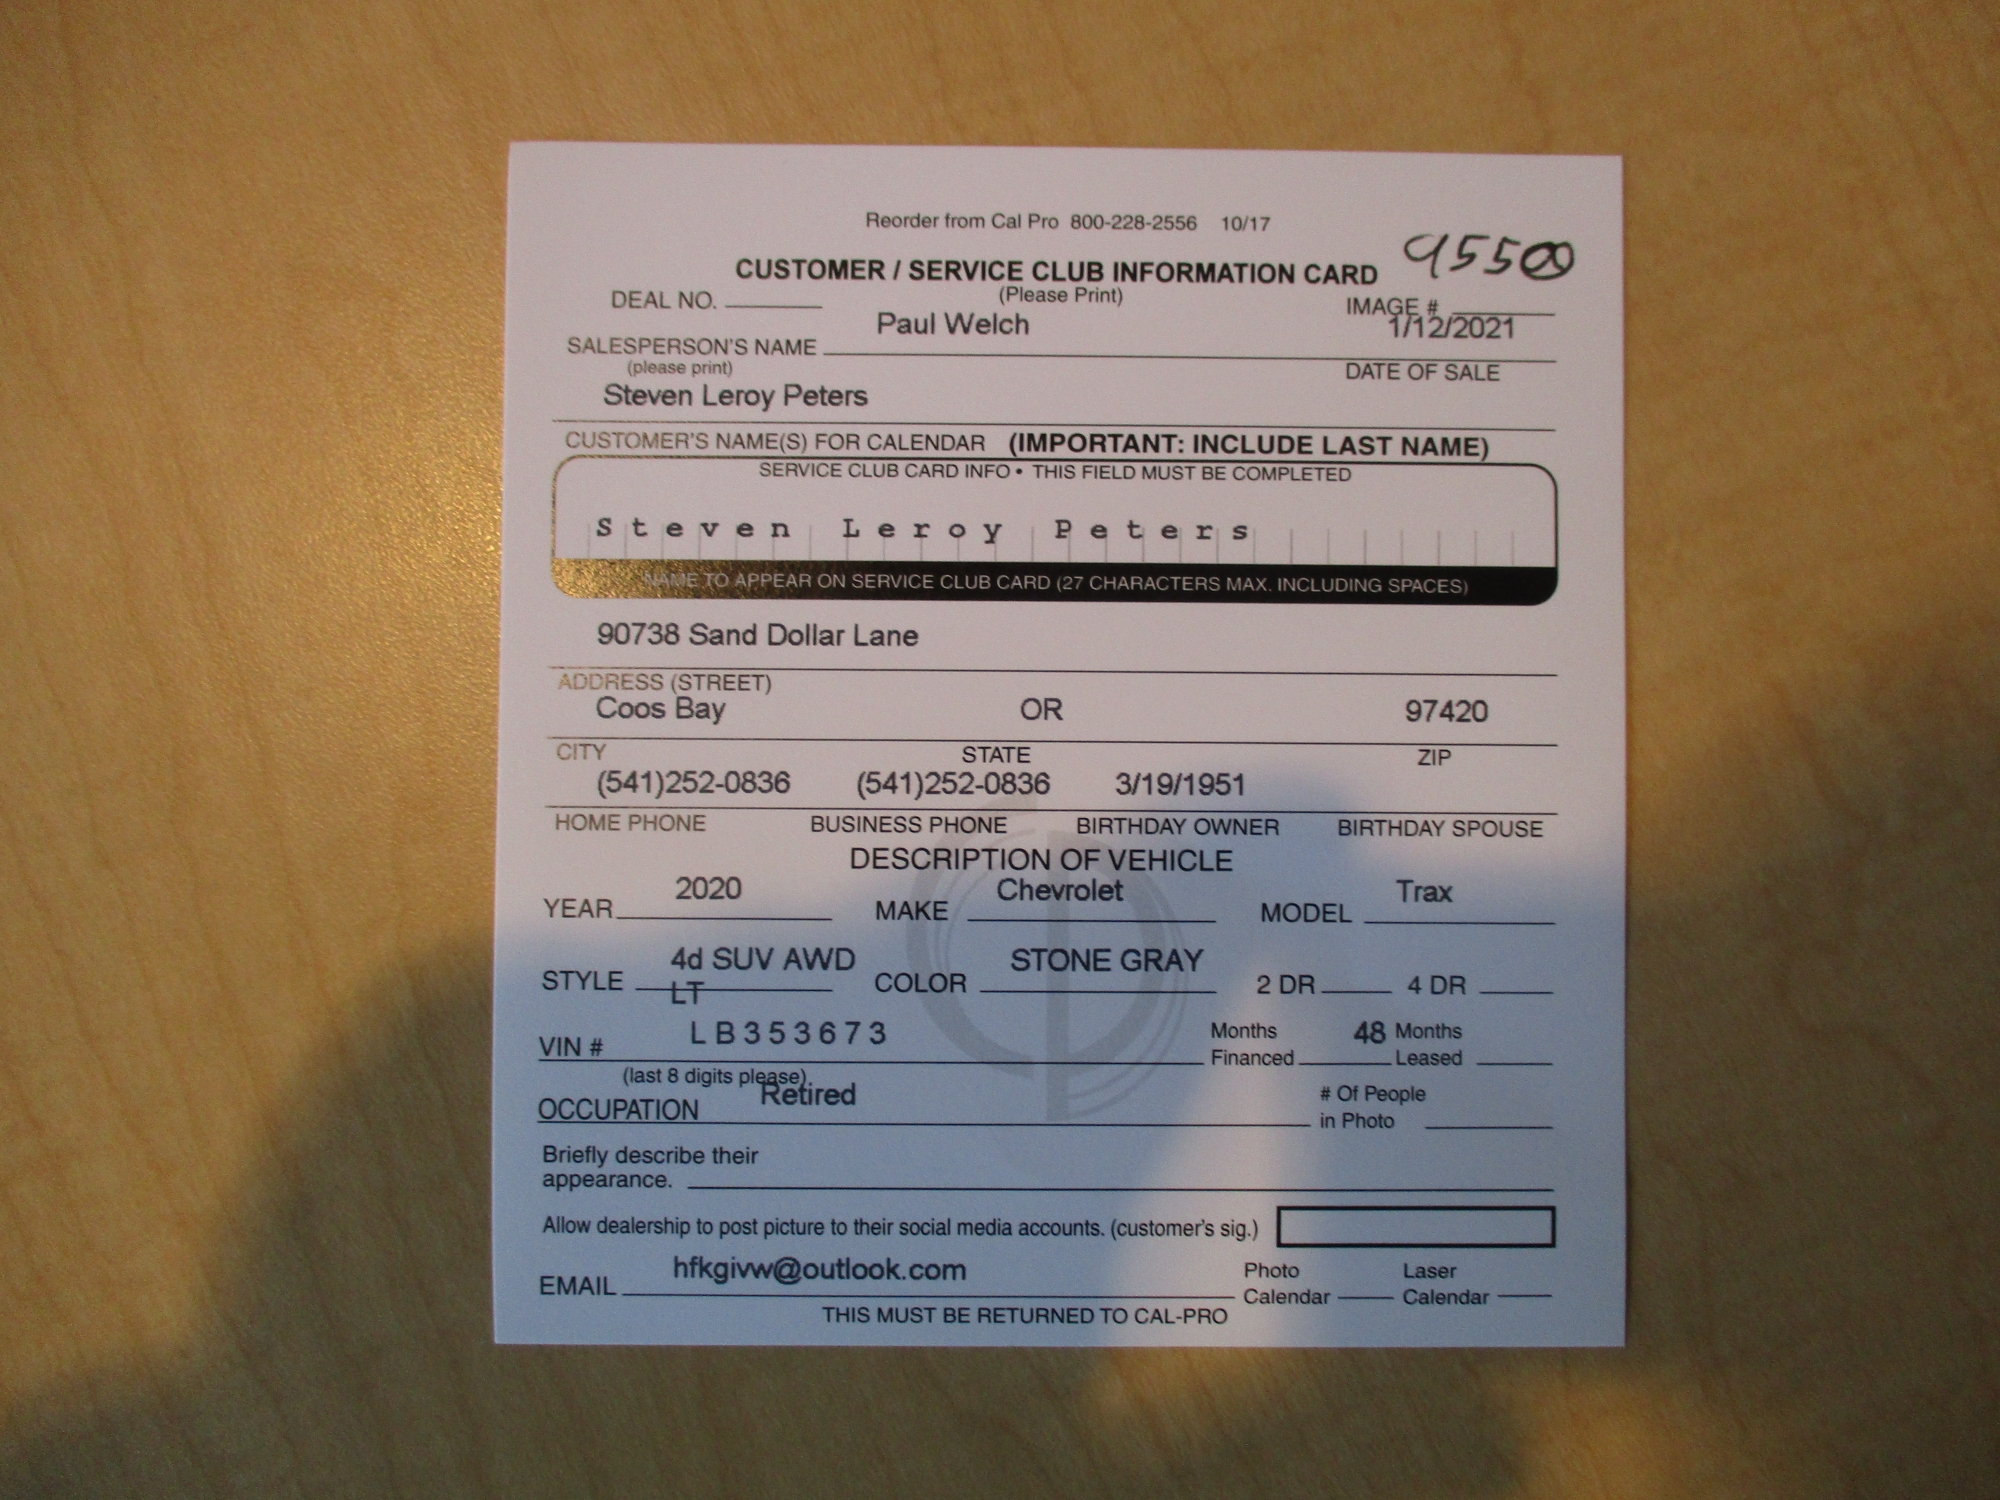 Reorder from Cal Pro 800-228-2556 10/17
CUSTOMER / SERVICE CLUB INFORMATION CARD
(Please Print)
DEAL NO.
IMAGE #
Paul Welch 1/12/2021
SALESPERSON'S NAME
(please print)
DATE OF SALE
Steven Leroy Peters
CUSTOMER'S NAME(S) FOR CALENDAR (IMPORTANT: INCLUDE LAST NAME)
SERVICE CLUB CARD INFO • THIS FIELD MUST BE COMPLETED
Steven Leroy Peters
NAME TO APPEAR ON SERVICE CLUB CARD (27 CHARACTERS MAX. INCLUDING SPACES)
90738 Sand Dollar Lane
ADDRESS (STREET)
Coos Bay OR 97420
CITY STATE ZIP
(541)252-0836 (541)252-0836 3/19/1951
HOME PHONE BUSINESS PHONE BIRTHDAY OWNER BIRTHDAY SPOUSE
DESCRIPTION OF VEHICLE
YEAR 2020 MAKE Chevrolet MODEL Trax
STYLE 4d SUV AWD LT COLOR STONE GRAY 2 DR 4 DR
VIN # LB353673 Months Financed 48 Months Leased
(last 8 digits please)
OCCUPATION Retired # Of People in Photo
Briefly describe their
appearance.
Allow dealership to post picture to their social media accounts. (customer's sig.)
EMAIL hfkgivw@outlook.com Photo Calendar Laser Calendar
THIS MUST BE RETURNED TO CAL-PRO